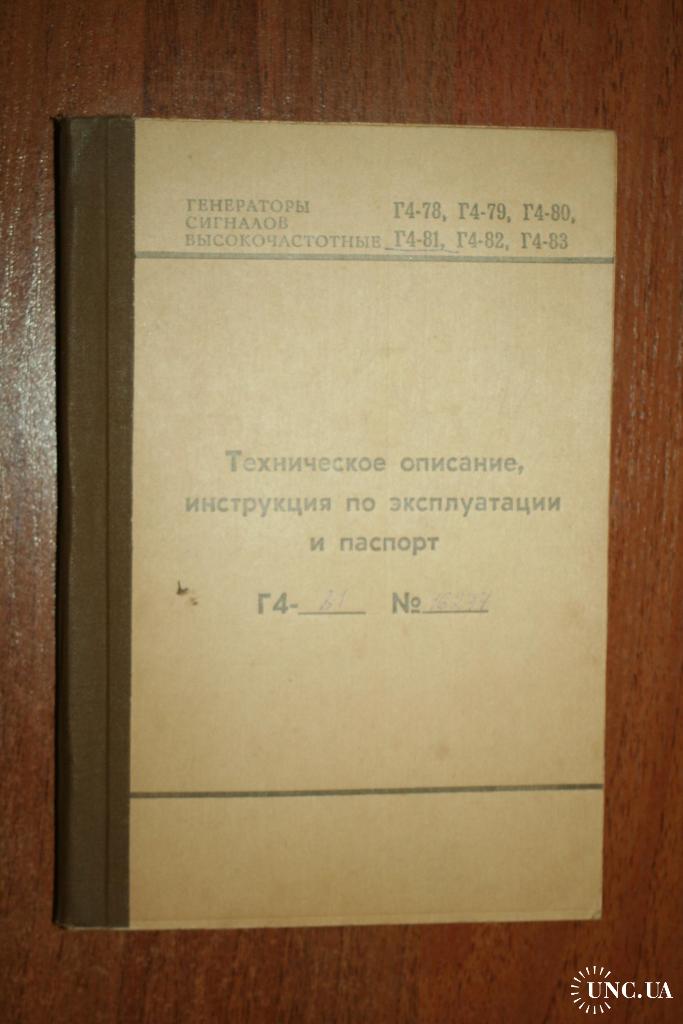 ГЕНЕРАТОРЫ
СИГНАЛОВ
ВЫСОКОЧАСТОТНЫЕ
Г4-78, Г4-79, Г4-80,
Г4-81, Г4-82, Г4-83
Техническое описание,
инструкция по эксплуатации
и паспорт
Г4- 81 №
UNC.UA